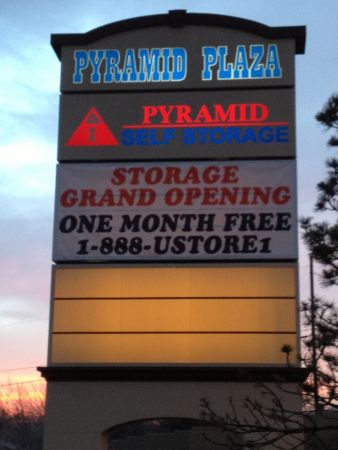 PYRAMID PLAZA
PYRAMID
SELF STORAGE
STORAGE
GRAND OPENING
ONE MONTH FREE
1-888-USTORE1